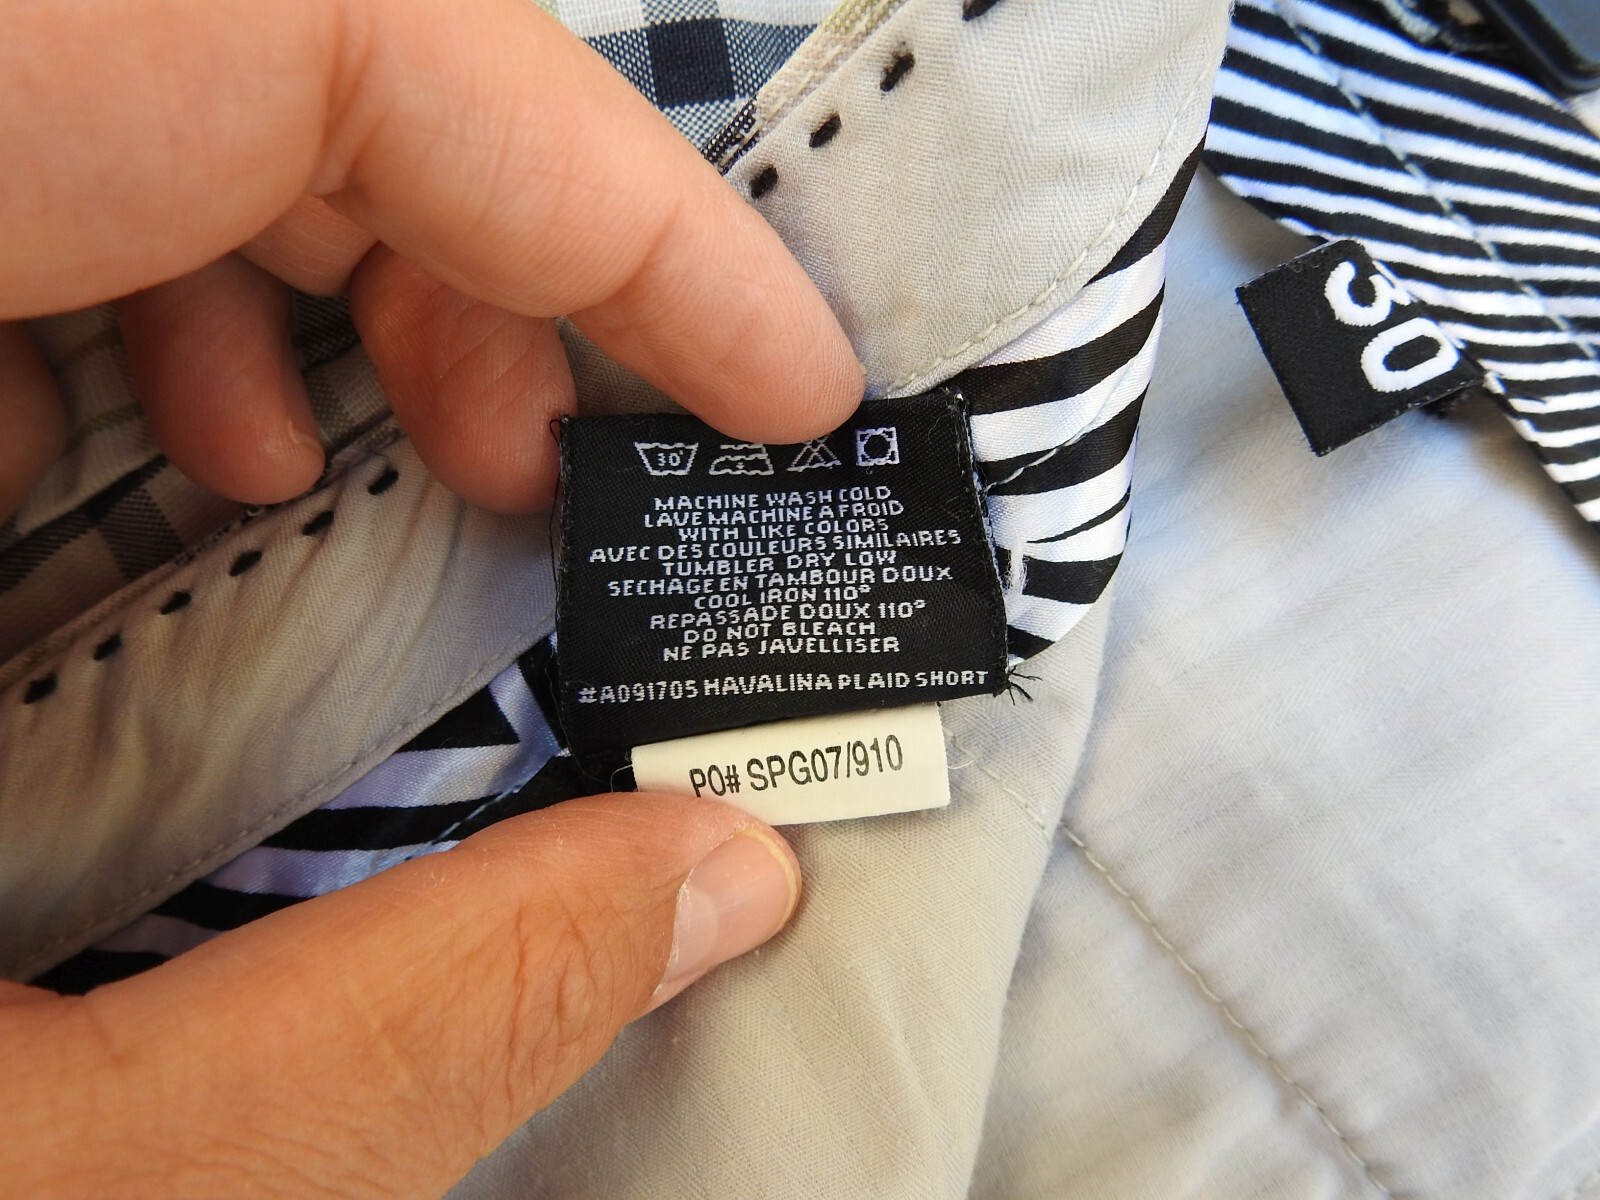 30°
MACHINE WASH COLD
LAVE MACHINE A FROID
WITH LIKE COLORS
AVEC DES COULEURS SIMILAIRES
TUMBLER DRY LOW
SECHAGE EN TAMBOUR DOUX
COOL IRON 110°
REPASSADE DOUX 110°
DO NOT BLEACH
NE PAS JAVELLISER
#A091705 HAVALINA PLAID SHORT
PO# SPG07/910
30